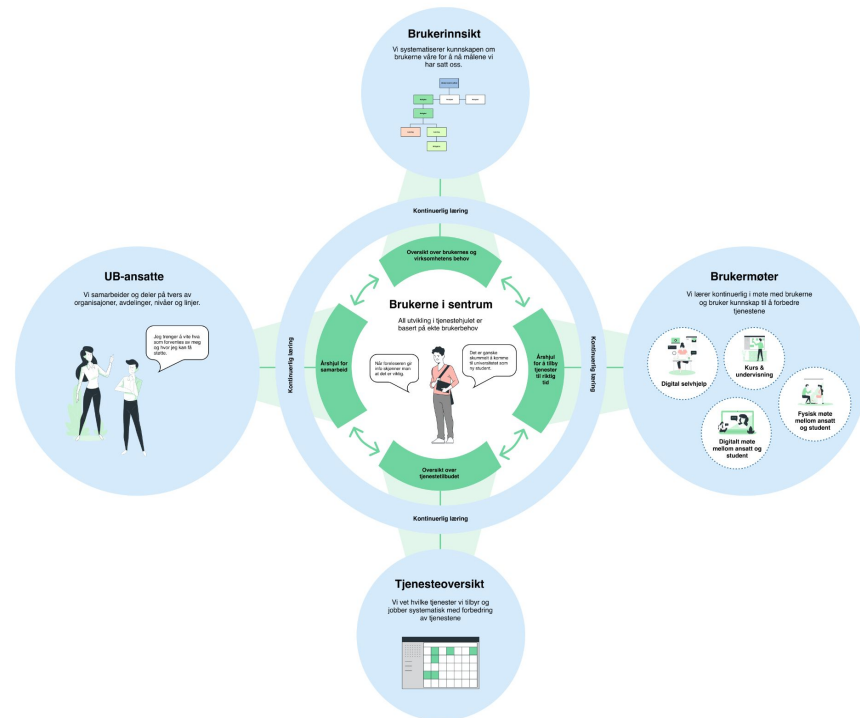 Brukerinnsikt
Vi systematiserer kunnskapen om
brukerne våre for å nå målene vi
har satt oss.
Kontinuerlig læring
Oversikt over brukernes og
virksomhetens behov
UB-ansatte
Vi samarbeider og deler på tvers av
organisasjoner, avdelinger, nivåer og linjer.
Jeg trenger å vite hva
som forventes av meg
og hvor jeg kan få
støtte.
Kontinuerlig læring
Årshjul for
samarbeid
Brukerne i sentrum
All utvikling i tjenestehjulet er
basert på ekte brukerbehov
Når foreleseren gir
info skjønner man
at det er viktig.
Det er ganske
skummelt å komme
til universitetet som
ny student.
Årshjul
for å tilby
tjenester
til riktig
tid
Kontinuerlig læring
Brukermøter
Vi lærer kontinuerlig i møte med brukerne
og bruker kunnskap til å forbedre
tjenestene
Digital selvhjelp
Kurs &
undervisning
Digitalt møte
mellom ansatt og
student
Fysisk møte
mellom ansatt
og student
Oversikt over
tjenestetilbudet
Kontinuerlig læring
Tjenesteoversikt
Vi vet hvilke tjenester vi tilbyr og
jobber systematisk med forbedring
av tjenestene